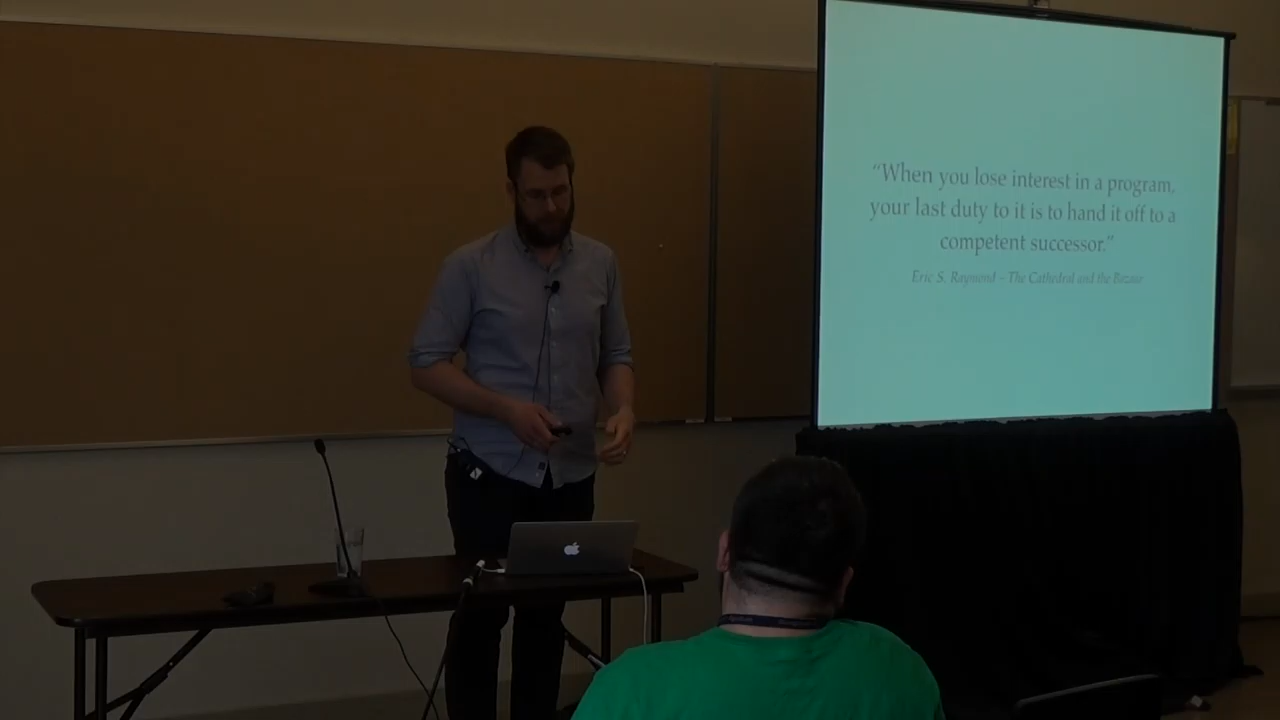 “When you lose interest in a program,
your last duty to it is to hand it off to a
competent successor.”
Eric S. Raymond – The Cathedral and the Bazaar